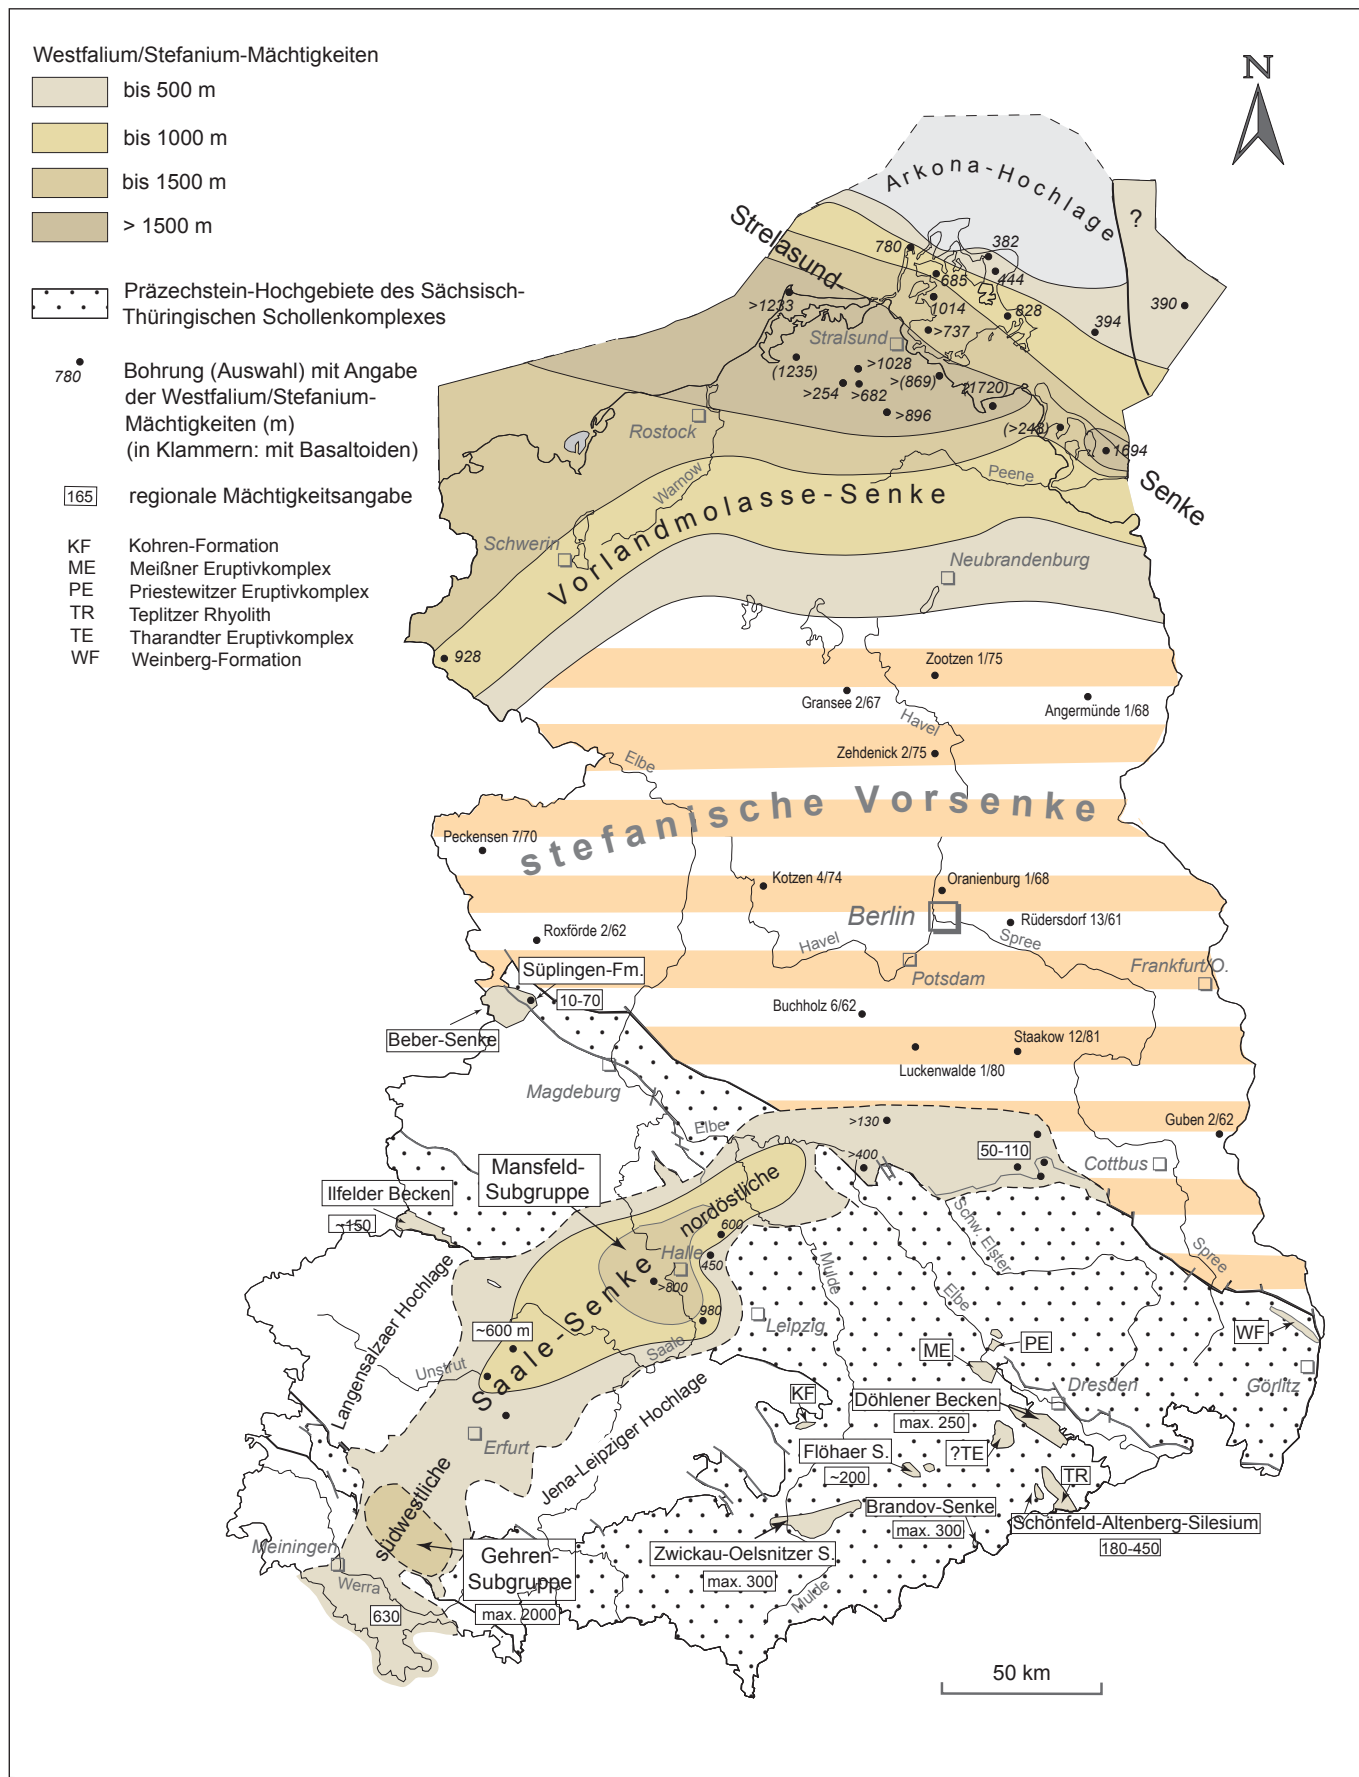 Westfalium/Stefanium-Mächtigkeiten
bis 500 m
bis 1000 m
bis 1500 m
> 1500 m
Präzechstein-Hochgebiete des Sächsisch-
Thüringischen Schollenkomplexes
780
Bohrung (Auswahl) mit Angabe
der Westfalium/Stefanium-
Mächtigkeiten (m)
(in Klammern: mit Basaltoiden)
165
regionale Mächtigkeitsangabe
KF Kohren-Formation
ME Meißner Eruptivkomplex
PE Priestewitzer Eruptivkomplex
TR Teplitzer Rhyolith
TE Tharandter Eruptivkomplex
WF Weinberg-Formation
N
Arkona-Hochlage
?
Strelasund-
Senke
780
382
444
685
1014
828
394
390
>1233
>737
Stralsund
(1235)
>1028
>254
>682
>(869)
(1720)
>896
(>248)
1694
Rostock
Warnow
Peene
Vorlandmolasse-Senke
Schwerin
Neubrandenburg
928
Zootzen 1/75
Gransee 2/67
Angermünde 1/68
Havel
Zehdenick 2/75
Elbe
stefanische Vorsenke
Peckensen 7/70
Kotzen 4/74
Oranienburg 1/68
Berlin
Rüdersdorf 13/61
Roxförde 2/62
Havel
Spree
Potsdam
Frankfurt/O.
Süplingen-Fm.
10-70
Beber-Senke
Buchholz 6/62
Staakow 12/81
Luckenwalde 1/80
Magdeburg
Elbe
>130
Guben 2/62
>400
50-110
Cottbus
Mansfeld-
Subgruppe
Ilfelder Becken
~150
nordöstliche
600
Halle
450
>800
980
Saale-Senke
Mulde
Elbe
Schw. Elster
Spree
Langensalzaer Hochlage
~600 m
Unstrut
Saale
Leipzig
WF
Görlitz
PE
ME
Dresden
Jena-Leipziger Hochlage
KF
Döhlener Becken
max. 250
Erfurt
Flöhaer S.
~200
?TE
TR
südwestliche
Brandov-Senke
max. 300
Schönfeld-Altenberg-Silesium
180-450
Meiningen
Werra
Gehren-
Subgruppe
max. 2000
Zwickau-Oelsnitzer S.
max. 300
Mulde
630
50 km